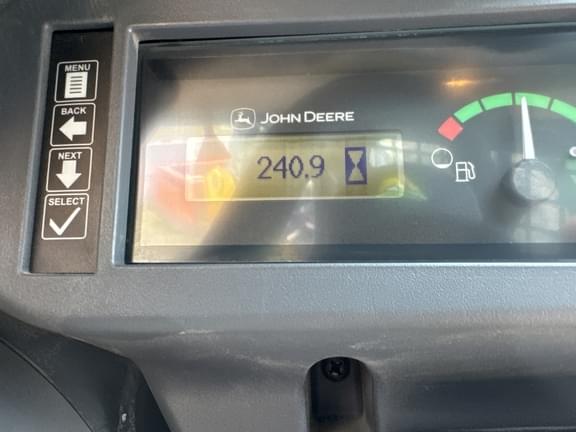 MENU
BACK
NEXT
SELECT
JOHN DEERE
240.9